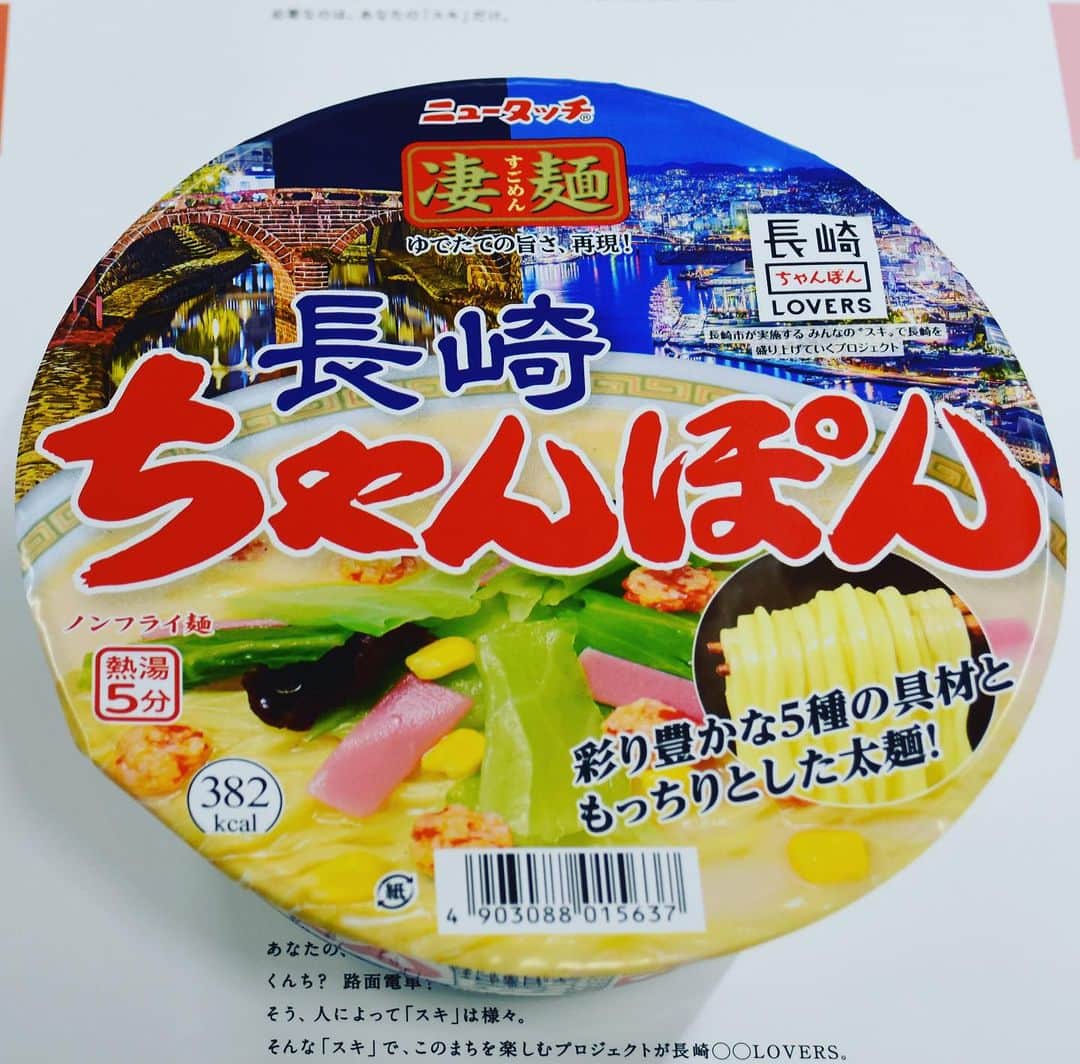 必要なのは、あなたの「スキ」だけ。
ニュータッチ®
凄麺
すごめん
ゆでたての旨さ、再現!
長崎
ちゃんぽん
LOVERS
長崎市が実施する みんなの“スキ„で長崎を
盛り上げていくプロジェクト
長崎
ちゃんぽん
ノンフライ麺
熱湯
5分
彩り豊かな5種の具材と
もっちりとした太麺!
382
kcal
紙
4 903088 015637
あなたの、
くんち? 路面電車?
そう、人によって「スキ」は様々。
そんな「スキ」で、このまちを楽しむプロジェクトが長崎〇〇LOVERS。